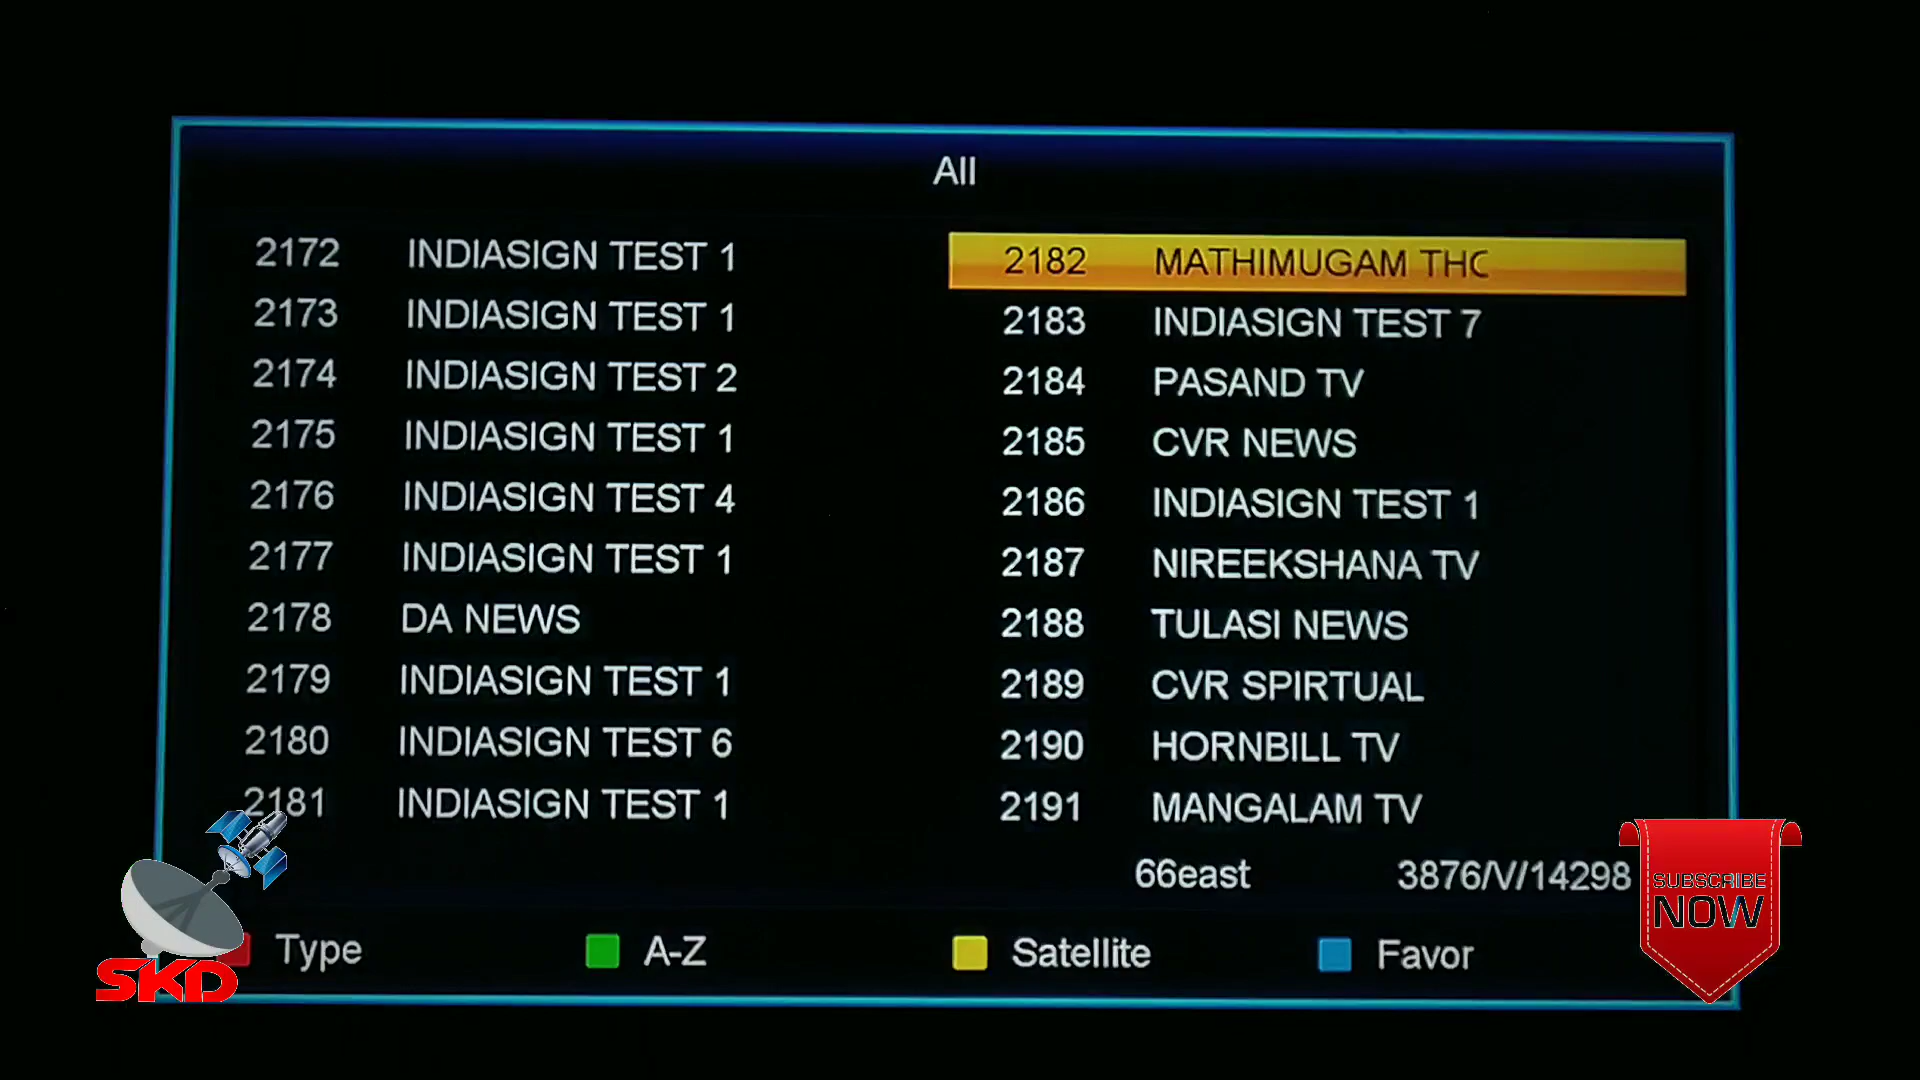 All
2172 INDIASIGN TEST 1
2173 INDIASIGN TEST 1
2174 INDIASIGN TEST 2
2175 INDIASIGN TEST 1
2176 INDIASIGN TEST 4
2177 INDIASIGN TEST 1
2178 DA NEWS
2179 INDIASIGN TEST 1
2180 INDIASIGN TEST 6
2181 INDIASIGN TEST 1
2182 MATHIMUGAM THC
2183 INDIASIGN TEST 7
2184 PASAND TV
2185 CVR NEWS
2186 INDIASIGN TEST 1
2187 NIREEKSHANA TV
2188 TULASI NEWS
2189 CVR SPIRTUAL
2190 HORNBILL TV
2191 MANGALAM TV
66east 3876/V/14298
Type A-Z Satellite Favor
SKD
SUBSCRIBE
NOW